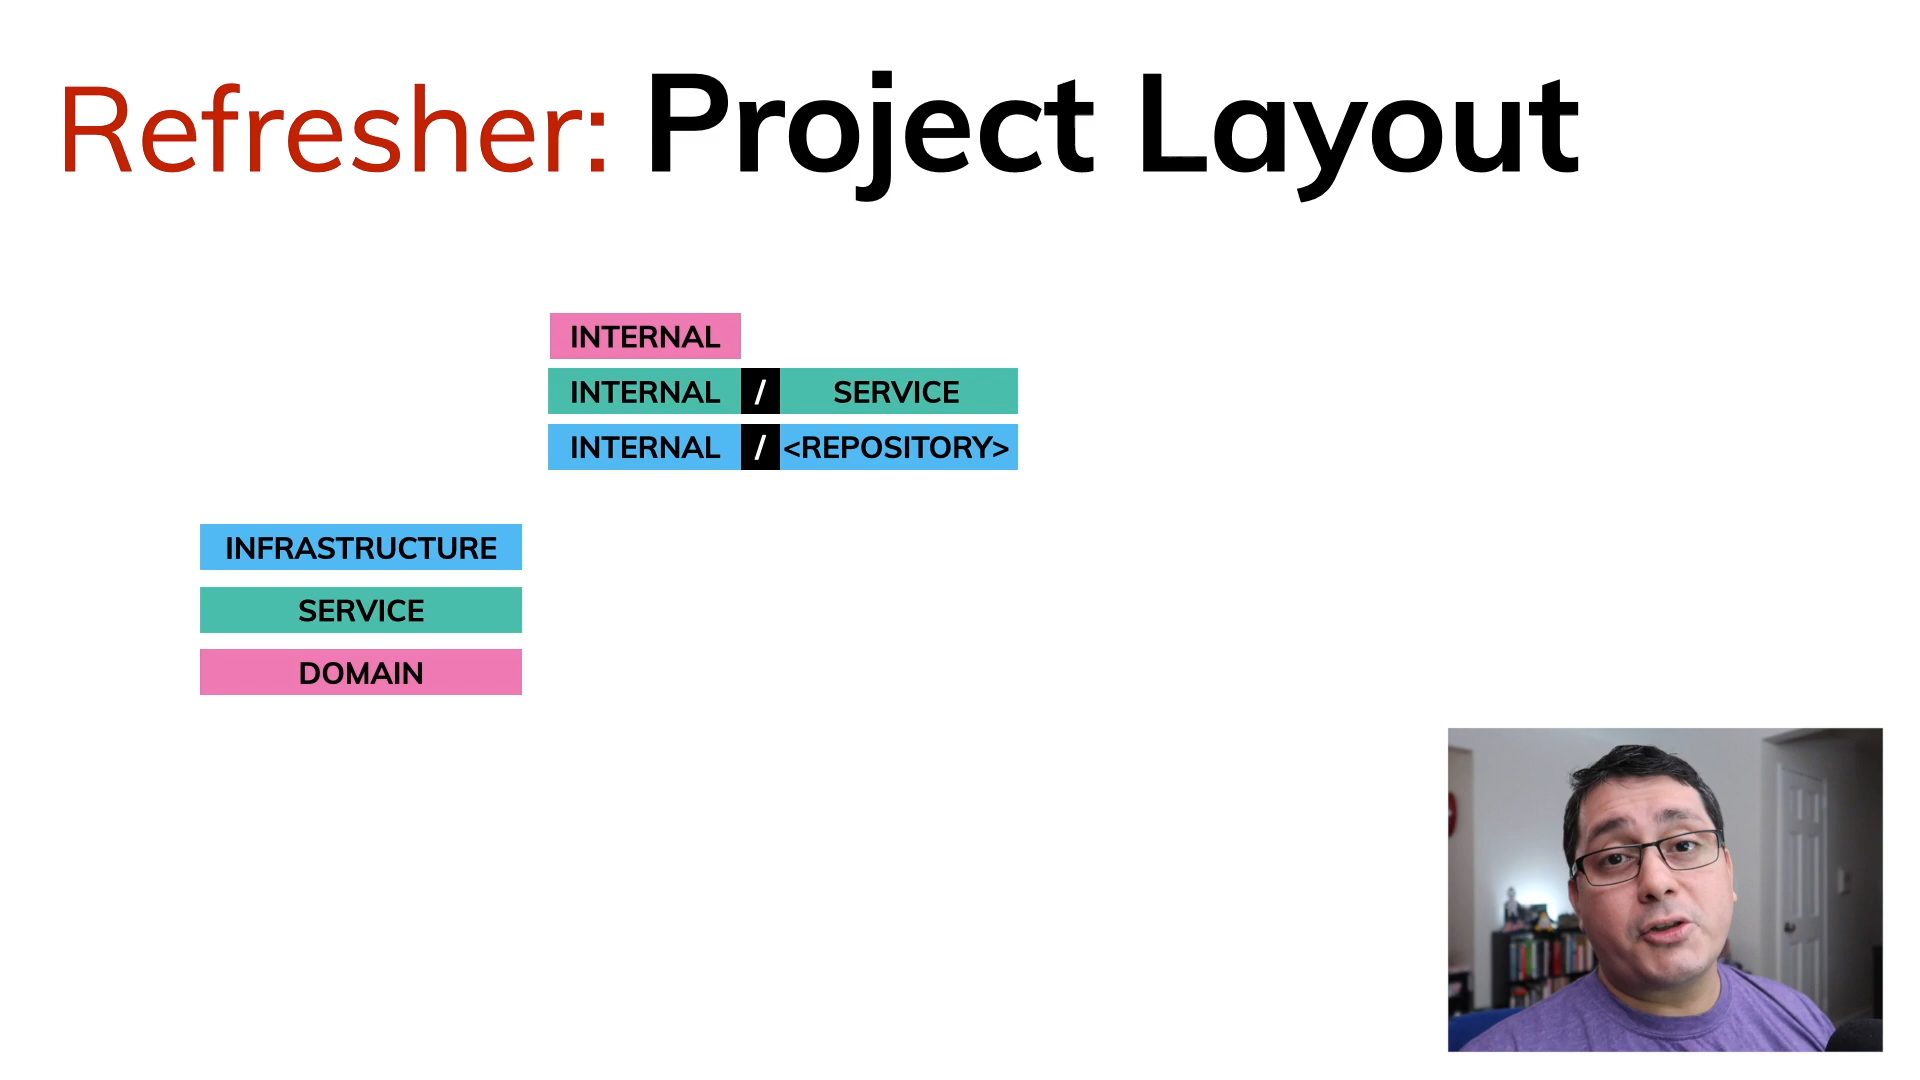 Refresher: Project Layout
INTERNAL
INTERNAL / SERVICE
INTERNAL / <REPOSITORY>
INFRASTRUCTURE
SERVICE
DOMAIN